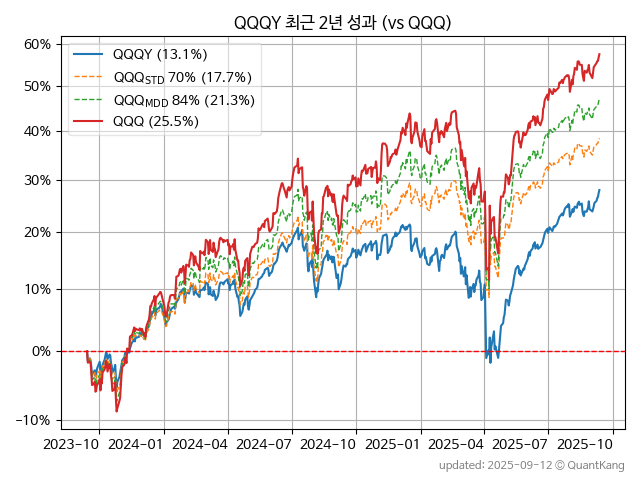 QQQY 최근 2년 성과 (vs QQQ)
60%
50%
40%
30%
20%
10%
0%
−10%
QQQY (13.1%)
QQQSTD 70% (17.7%)
QQQMDD 84% (21.3%)
QQQ (25.5%)
2023-10 2024-01 2024-04 2024-07 2024-10 2025-01 2025-04 2025-07 2025-10
updated: 2025-09-12 © QuantKang